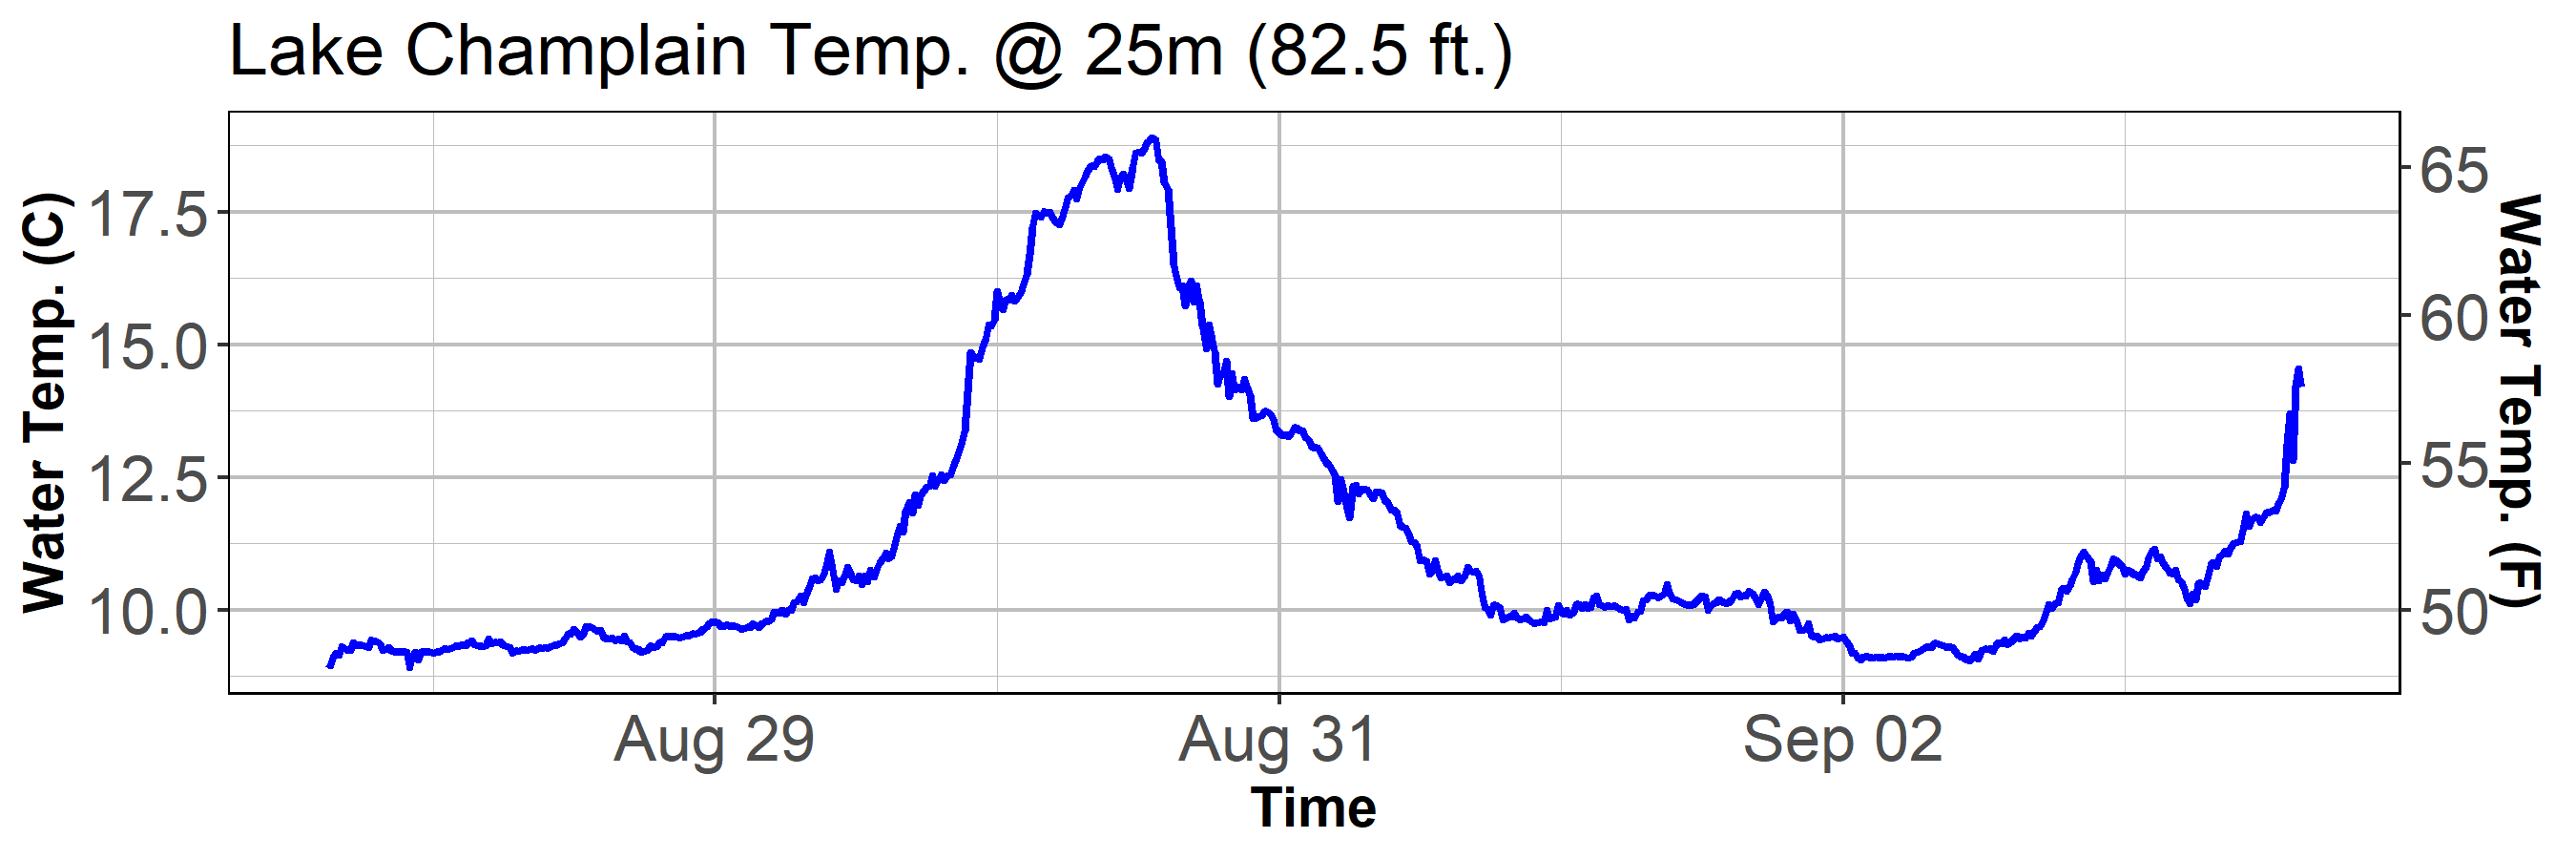 Lake Champlain Temp. @ 25m (82.5 ft.)
Water Temp. (C)
17.5
15.0
12.5
10.0
65
60
55
50
Water Temp. (F)
Aug 29 Aug 31 Sep 02
Time